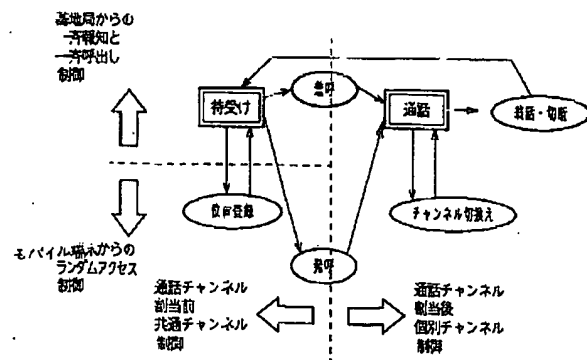 基地局からの
一斉報知と
一斉呼出し
制御
待受け
着呼
通話
終話・切断
位置登録
チャンネル切換え
モバイル端末からの
ランダムアクセス
制御
発呼
通話チャンネル
割当前
共通チャンネル
制御
通話チャンネル
割当後
個別チャンネル
制御